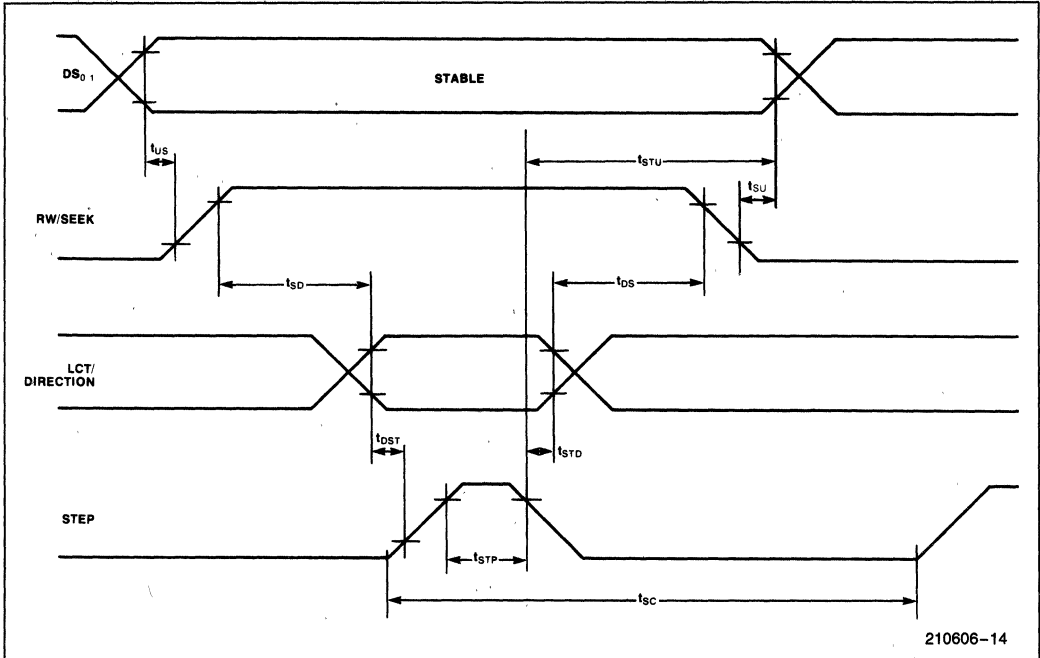 DS0 1
STABLE
tUS
tSTU
tSU
RW/SEEK
tSD
tDS
LCT/
DIRECTION
tDST
tSTD
STEP
tSTP
tSC
210606-14